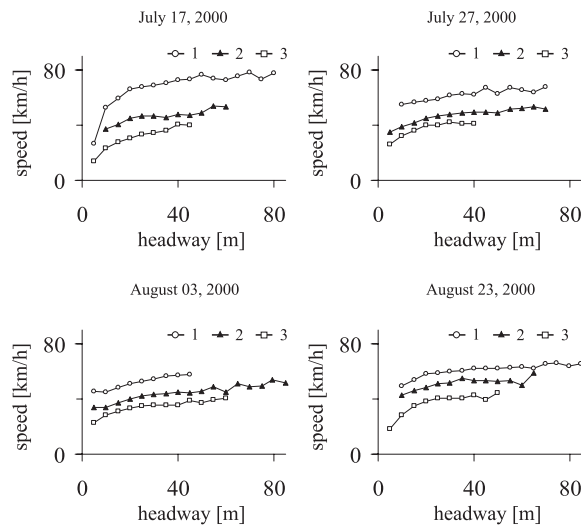 July 17, 2000
1 2 3
80
speed [km/h]
0
0 40 80
headway [m]
July 27, 2000
1 2 3
80
speed [km/h]
0
0 40 80
headway [m]
August 03, 2000
1 2 3
80
speed [km/h]
0
0 40 80
headway [m]
August 23, 2000
1 2 3
80
speed [km/h]
0
0 40 80
headway [m]